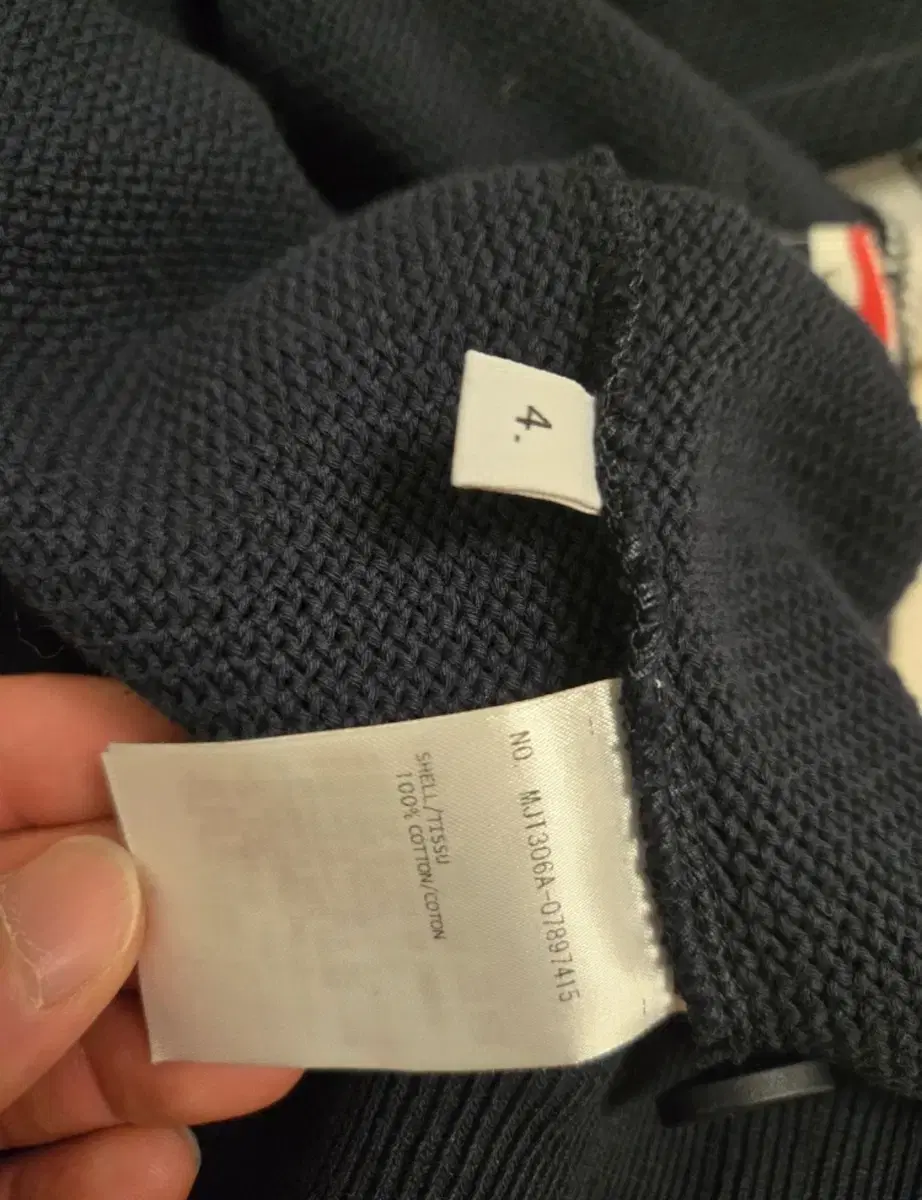 4.
NO. MJT306A-07897415
SHELL/TISSU
100% COTTON/COTON